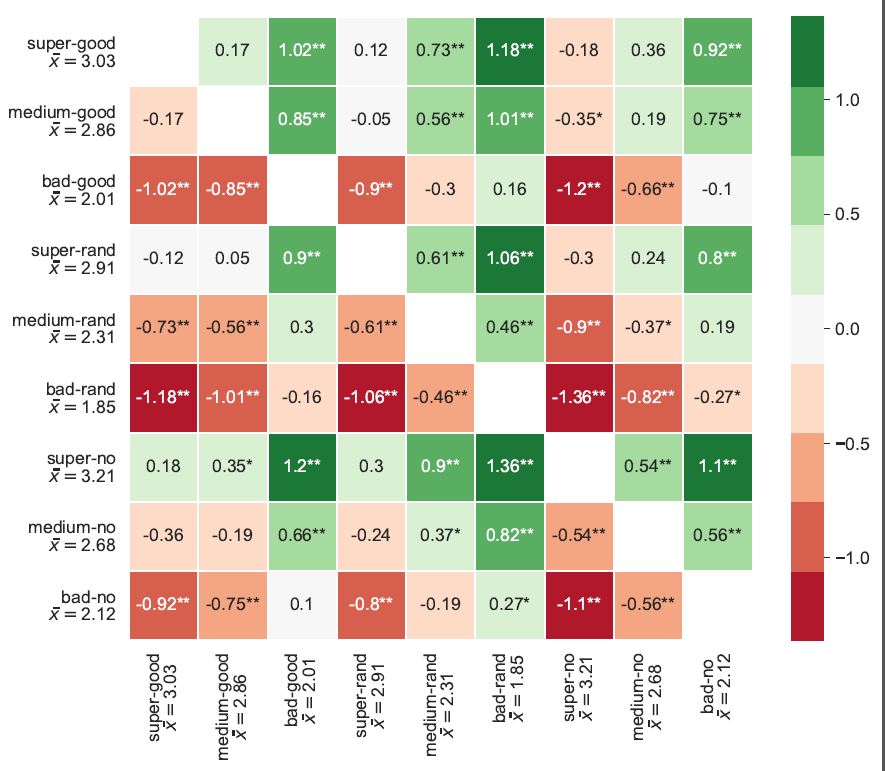 super-good
x̄ = 3.03
0.17
1.02**
0.12
0.73**
1.18**
-0.18
0.36
0.92**
medium-good
x̄ = 2.86
-0.17
0.85**
-0.05
0.56**
1.01**
-0.35*
0.19
0.75**
bad-good
x̄ = 2.01
-1.02**
-0.85**
-0.9**
-0.3
0.16
-1.2**
-0.66**
-0.1
super-rand
x̄ = 2.91
-0.12
0.05
0.9**
0.61**
1.06**
-0.3
0.24
0.8**
medium-rand
x̄ = 2.31
-0.73**
-0.56**
0.3
-0.61**
0.46**
-0.9**
-0.37*
0.19
bad-rand
x̄ = 1.85
-1.18**
-1.01**
-0.16
-1.06**
-0.46**
-1.36**
-0.82**
-0.27*
super-no
x̄ = 3.21
0.18
0.35*
1.2**
0.3
0.9**
1.36**
0.54**
1.1**
medium-no
x̄ = 2.68
-0.36
-0.19
0.66**
-0.24
0.37*
0.82**
-0.54**
0.56**
bad-no
x̄ = 2.12
-0.92**
-0.75**
0.1
-0.8**
-0.19
0.27*
-1.1**
-0.56**
super-good
x̄ = 3.03
medium-good
x̄ = 2.86
bad-good
x̄ = 2.01
super-rand
x̄ = 2.91
medium-rand
x̄ = 2.31
bad-rand
x̄ = 1.85
super-no
x̄ = 3.21
medium-no
x̄ = 2.68
bad-no
x̄ = 2.12
1.0
0.5
0.0
−0.5
−1.0